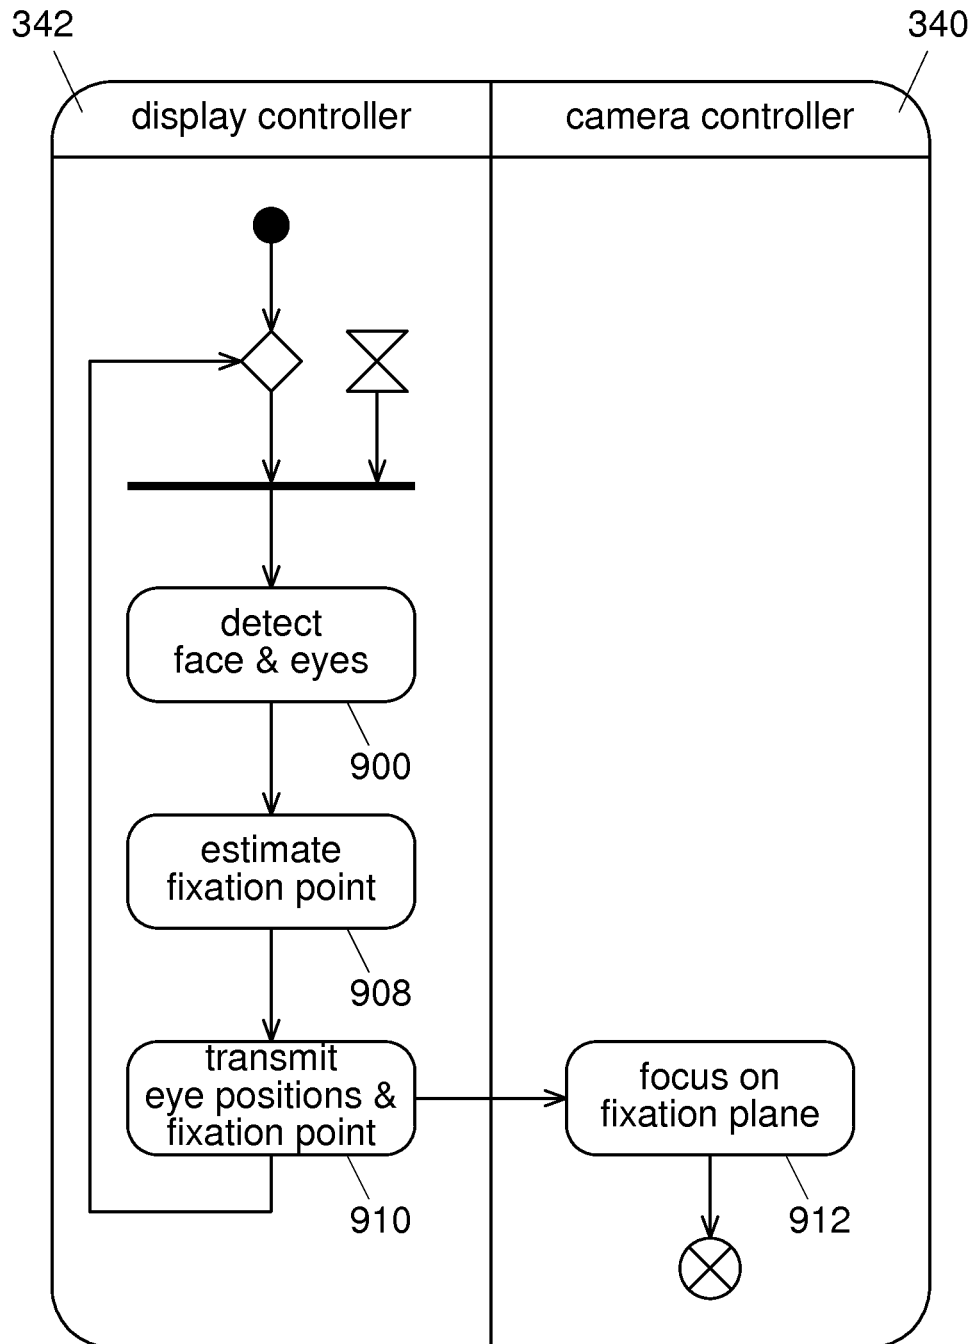 342
340
display controller
camera controller
detect
face & eyes
900
estimate
fixation point
908
transmit
eye positions &
fixation point
910
focus on
fixation plane
912